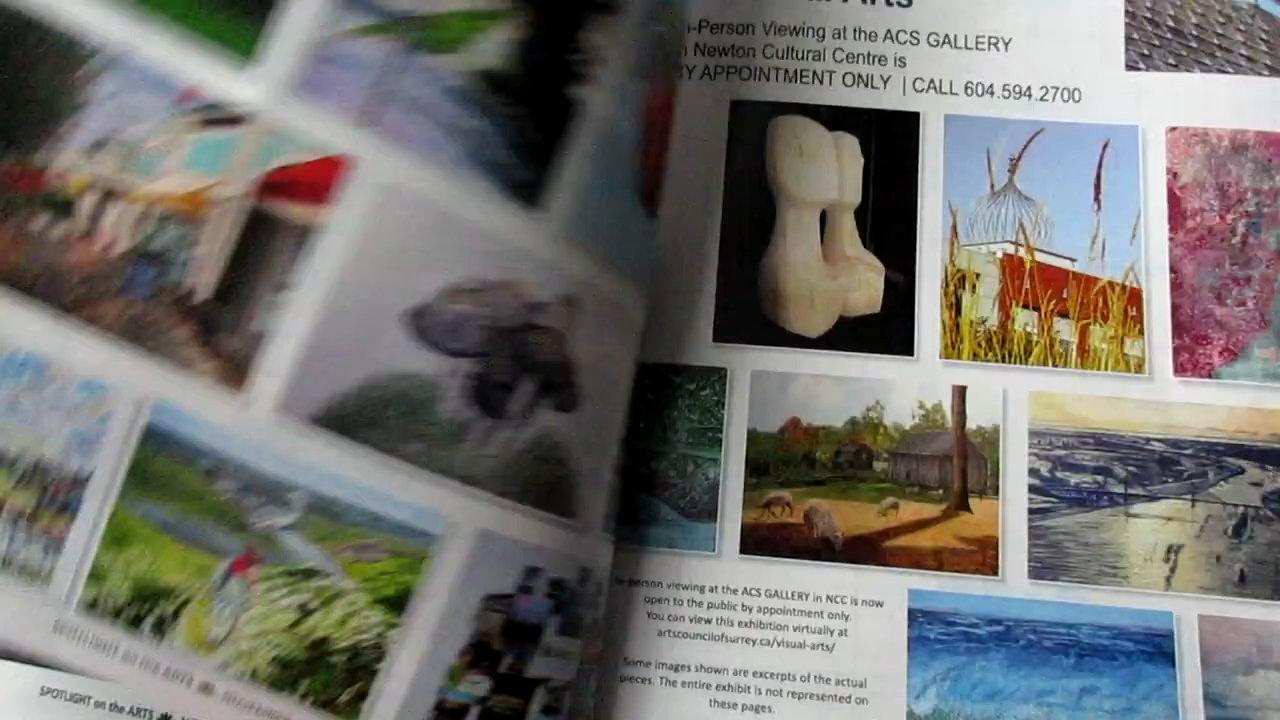 Arts
-Person Viewing at the ACS GALLERY
Newton Cultural Centre is
BY APPOINTMENT ONLY | CALL 604.594.2700
In-person viewing at the ACS GALLERY in NCC is now
open to the public by appointment only.
You can view this exhibition virtually at
artscouncilofsurrey.ca/visual-arts/
Some images shown are excerpts of the actual
pieces. The entire exhibit is not represented on
these pages.
SPOTLIGHT on the ARTS